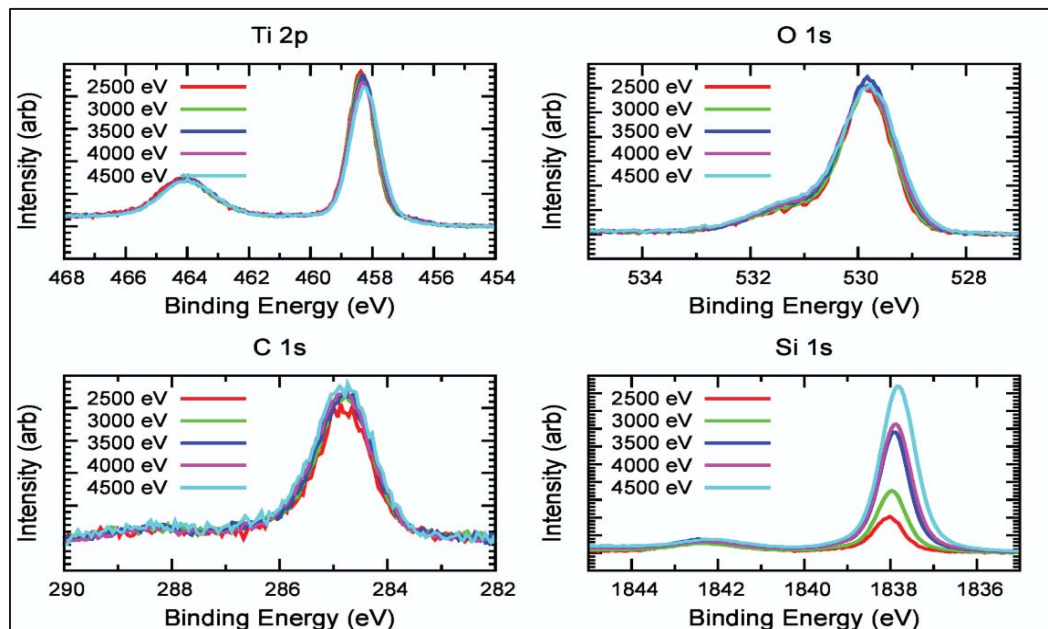 Ti 2p
2500 eV
3000 eV
3500 eV
4000 eV
4500 eV
Intensity (arb)
468 466 464 462 460 458 456 454
Binding Energy (eV)
O 1s
2500 eV
3000 eV
3500 eV
4000 eV
4500 eV
Intensity (arb)
534 532 530 528
Binding Energy (eV)
C 1s
2500 eV
3000 eV
3500 eV
4000 eV
4500 eV
Intensity (arb)
290 288 286 284 282
Binding Energy (eV)
Si 1s
2500 eV
3000 eV
3500 eV
4000 eV
4500 eV
Intensity (arb)
1844 1842 1840 1838 1836
Binding Energy (eV)